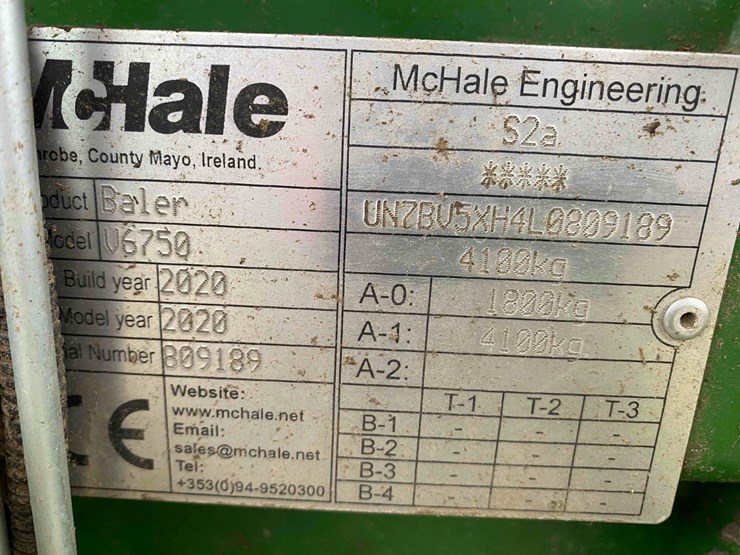 McHale
nrobe, County Mayo, Ireland.
oduct Baler
Model V6750
Build year 2020
Model year 2020
ial Number 809189
CE
Website:
www.mchale.net
Email:
sales@mchale.net
Tel:
+353(0)94-9520300
McHale Engineering
S2a
*****
UN7BV5XH4L0809189
4100kg
A-0: 1800kg
A-1: 4100kg
A-2:
T-1 T-2 T-3
B-1 - - -
B-2 - - -
B-3 - - -
B-4 - - -